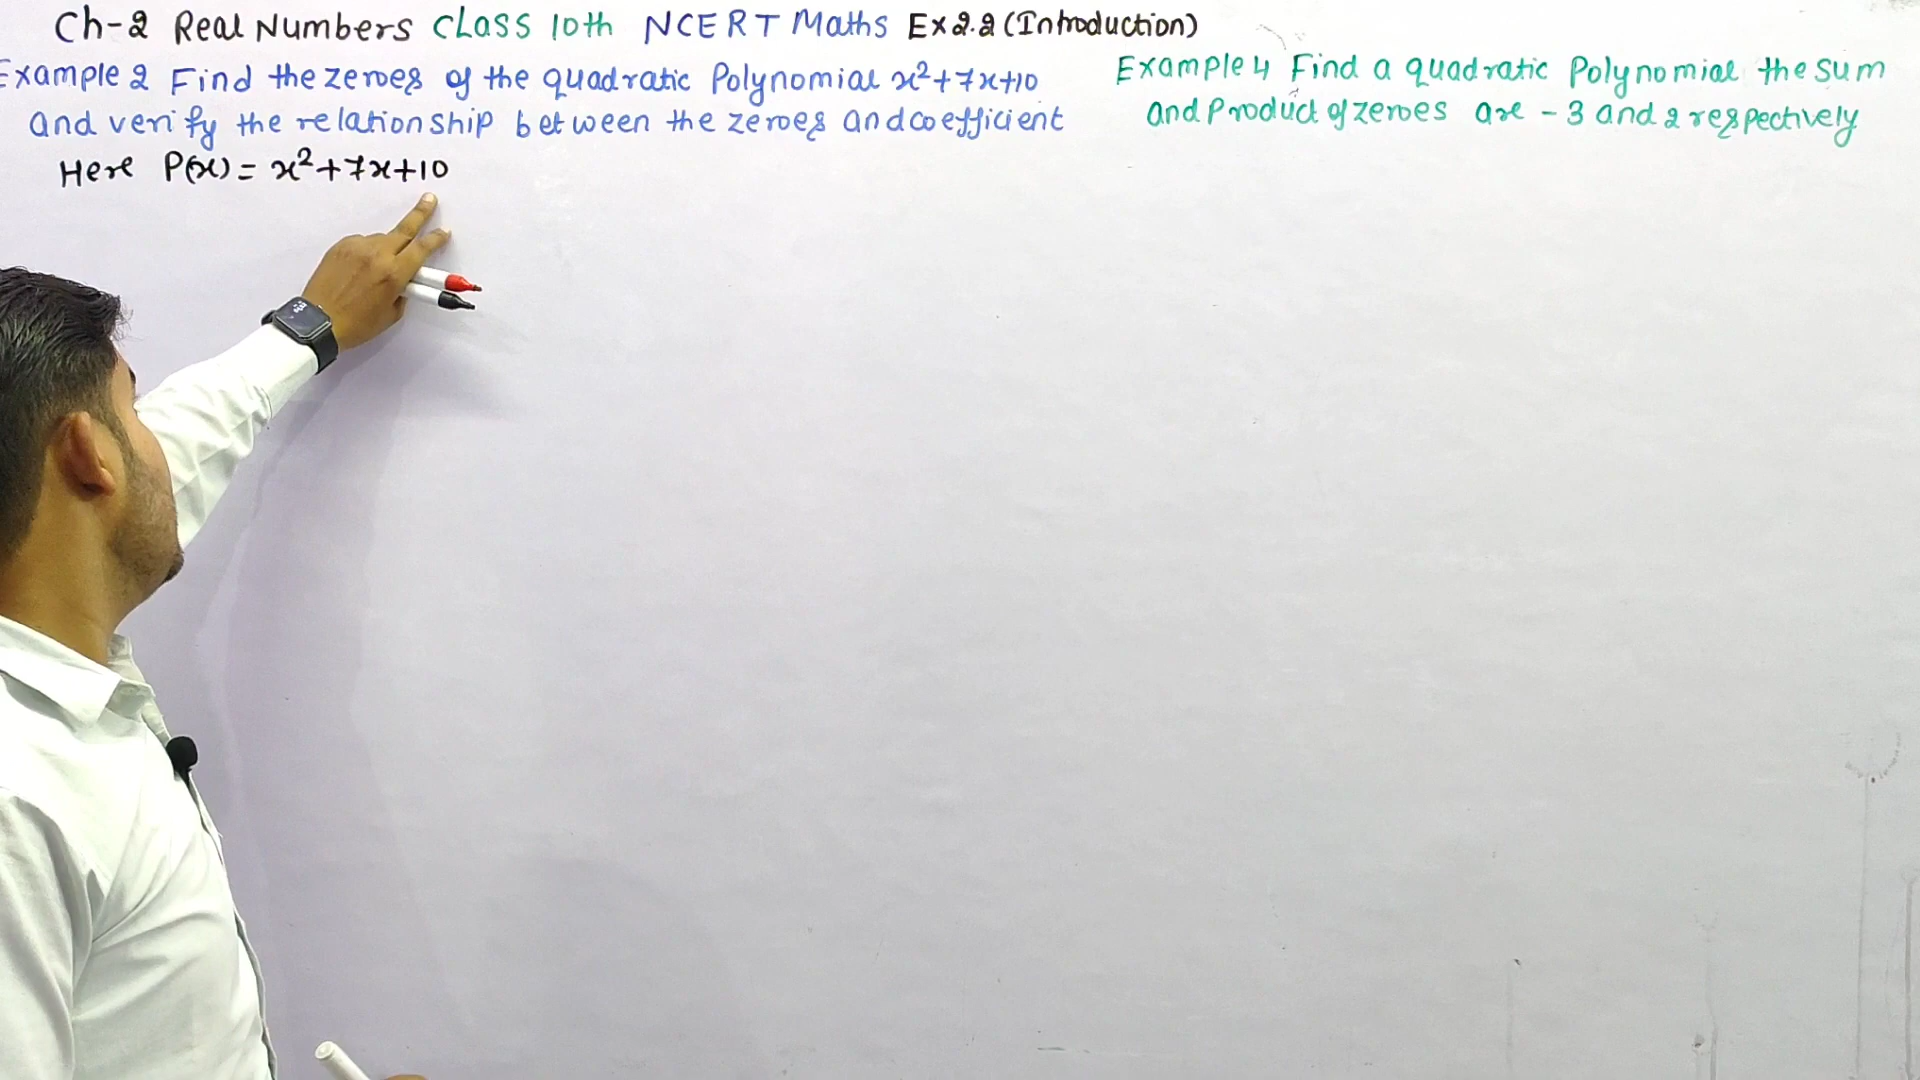 Ch-2 Real Numbers Class 10th NCERT Maths Ex 2.2 (Introduction)
Example 2 Find the zeroes of the quadratic Polynomial x²+7x+10
and verify the relationship between the zeroes and coefficient
Here P(x) = x²+7x+10
Example 4 Find a quadratic Polynomial the sum
and Product of zeroes are -3 and 2 respectively